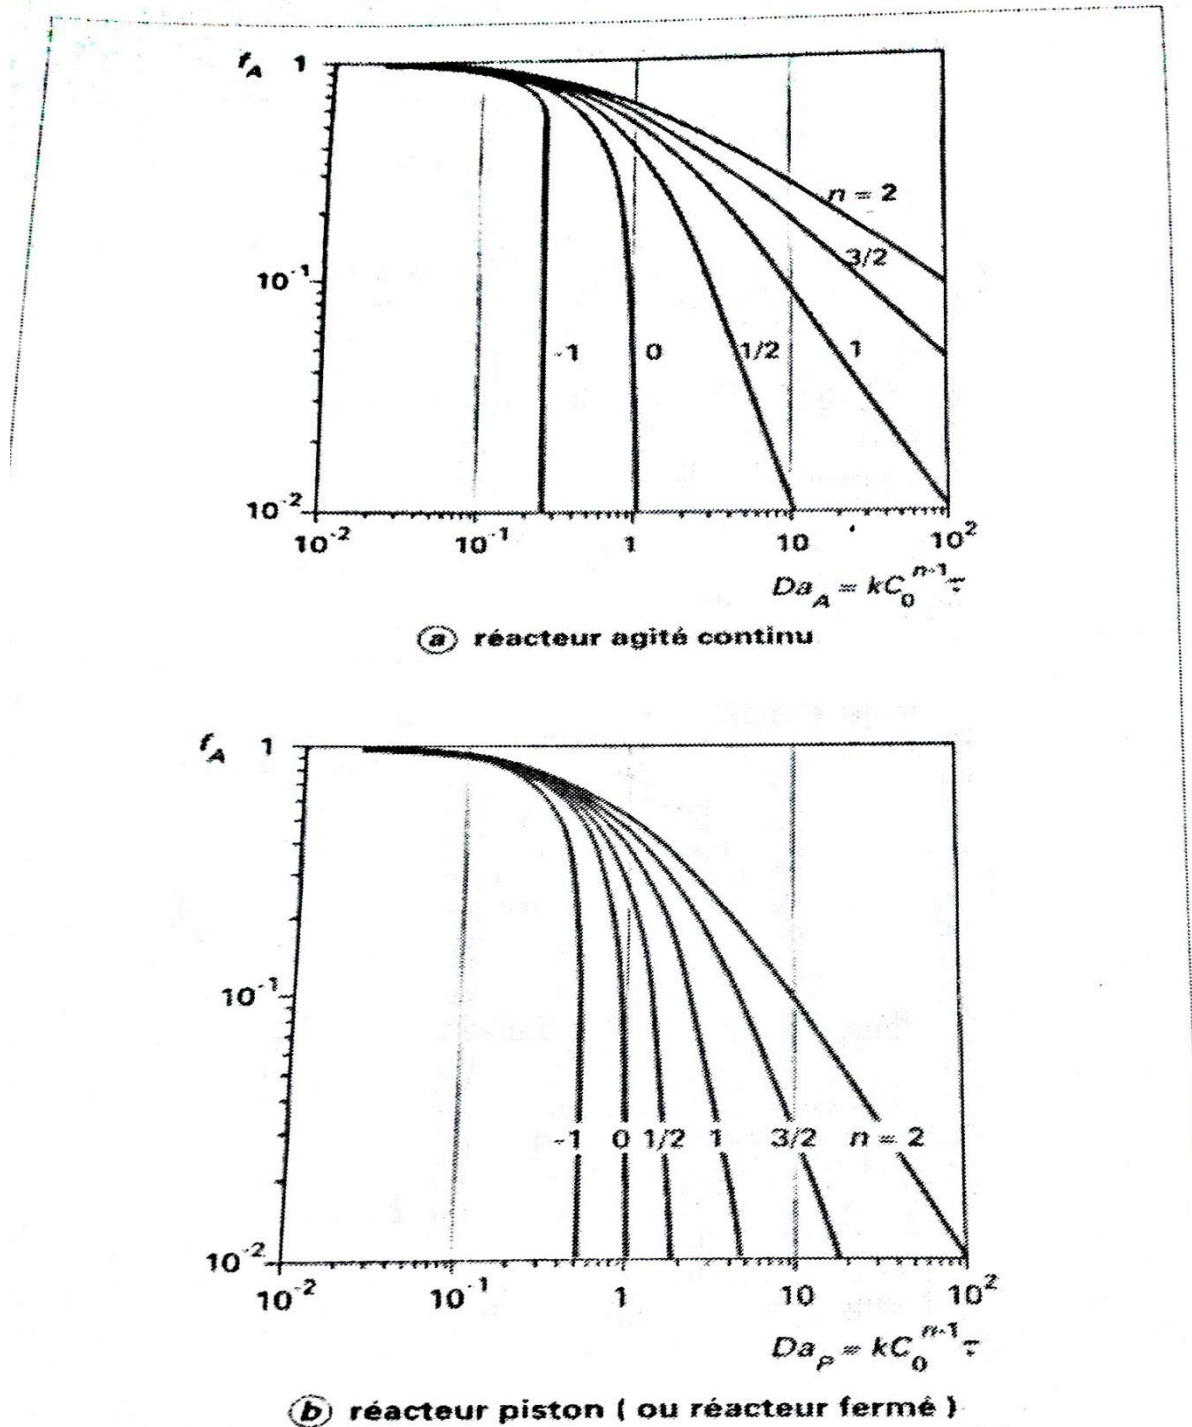 f_A 1
n = 2
3/2
10^-1
-1 0 1/2 1
10^-2
10^-2 10^-1 1 10 10^2
Da_A = kC_0^n-1 τ
ⓐ réacteur agité continu
f_A 1
10^-1
-1 0 1/2 1 3/2 n = 2
10^-2
10^-2 10^-1 1 10 10^2
Da_P = kC_0^n-1 τ
ⓑ réacteur piston ( ou réacteur fermé )